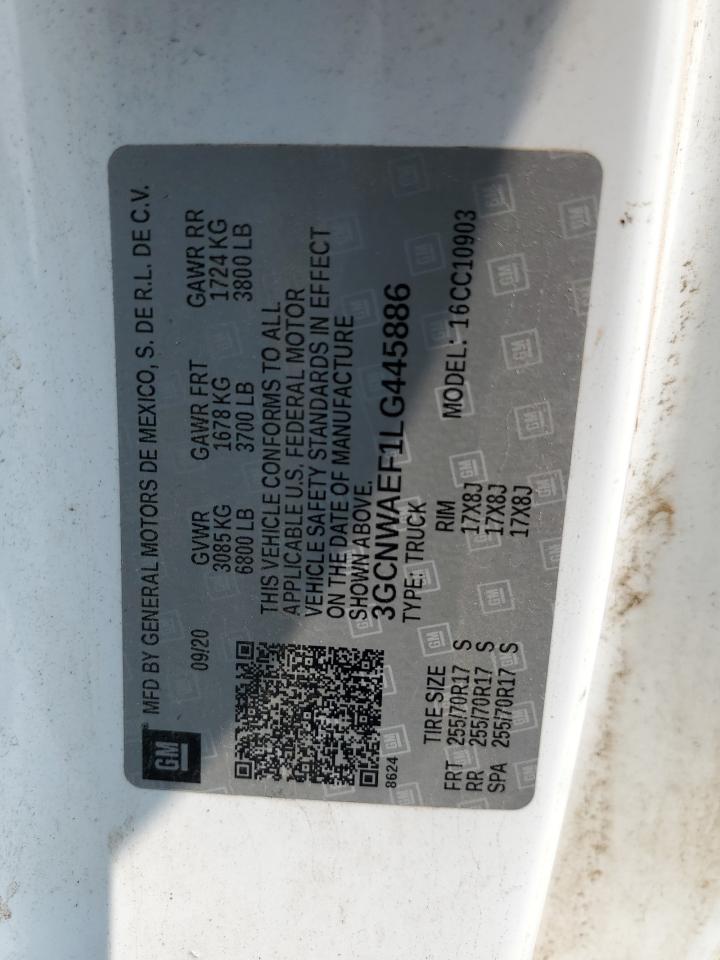 GM
MFD BY GENERAL MOTORS DE MEXICO, S. DE R.L. DE C.V.
09/20
GVWR GAWR FRT GAWR RR
3085 KG 1678 KG 1724 KG
6800 LB 3700 LB 3800 LB
THIS VEHICLE CONFORMS TO ALL
APPLICABLE U.S. FEDERAL MOTOR
VEHICLE SAFETY STANDARDS IN EFFECT
ON THE DATE OF MANUFACTURE
SHOWN ABOVE.
3GCNWAEF1LG445886
8624
TYPE: TRUCK MODEL: 16CC10903
TIRE SIZE RIM
FRT 255/70R17 S 17X8J
RR 255/70R17 S 17X8J
SPA 255/70R17 S 17X8J